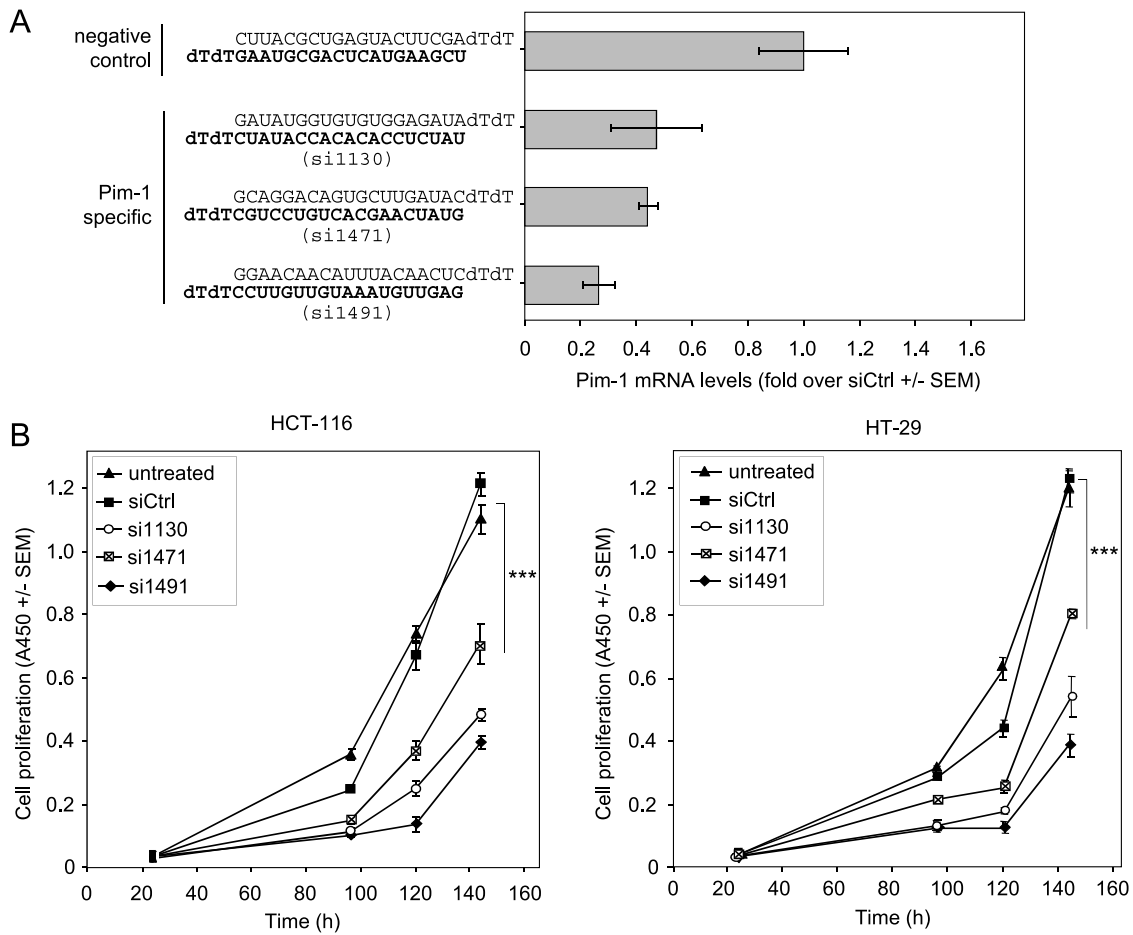 A
negative
control
CUUACGCUGAGUACUUCGAdTdT
dTdTGAAUGCGACUCAUGAAGCU
Pim-1
specific
GAUAUGGUGUGUGGAGAUAdTdT
dTdTCUAUACCACACACCUCUAU
(si1130)
GCAGGACAGUGCUUGAUACdTdT
dTdTCGUCCUGUCACGAACUAUG
(si1471)
GGAACAACAUUUACAACUCdTdT
dTdTCCUUGUUGUAAAUGUUGAG
(si1491)
0 0.2 0.4 0.6 0.8 1.0 1.2 1.4 1.6
Pim-1 mRNA levels (fold over siCtrl +/- SEM)
B
HCT-116
untreated
siCtrl
si1130
si1471
si1491
***
1.2
1.0
0.8
0.6
0.4
0.2
0
Cell proliferation (A450 +/- SEM)
0 20 40 60 80 100 120 140 160
Time (h)
HT-29
untreated
siCtrl
si1130
si1471
si1491
***
1.2
1.0
0.8
0.6
0.4
0.2
0
Cell proliferation (A450 +/- SEM)
0 20 40 60 80 100 120 140 160
Time (h)